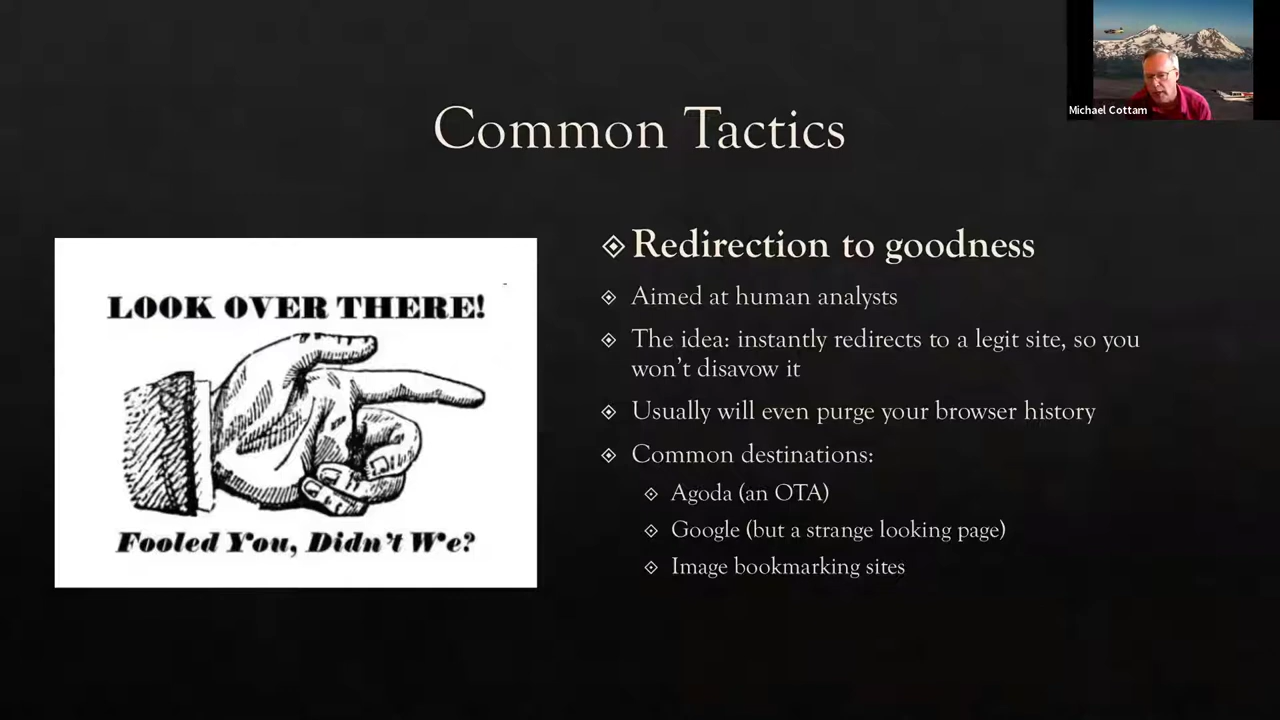 Michael Cottam
Common Tactics
LOOK OVER THERE!
Fooled You, Didn't We?
Redirection to goodness
Aimed at human analysts
The idea: instantly redirects to a legit site, so you
won't disavow it
Usually will even purge your browser history
Common destinations:
Agoda (an OTA)
Google (but a strange looking page)
Image bookmarking sites